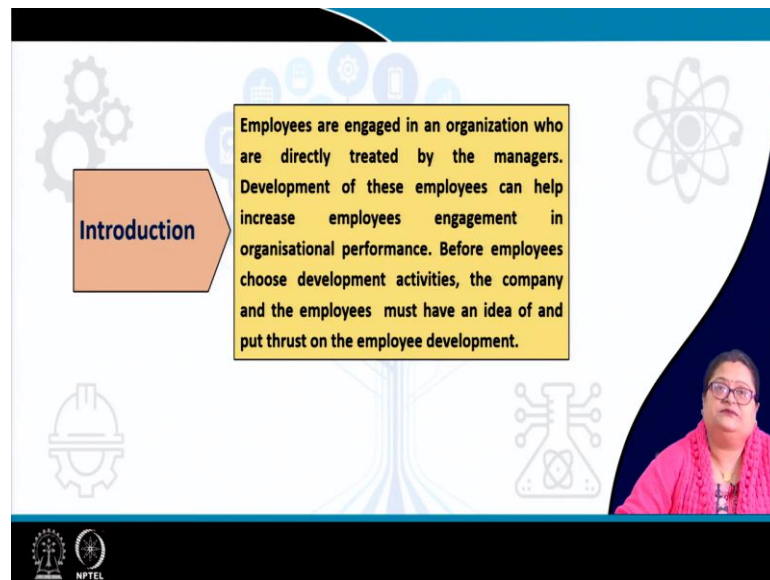 Introduction
Employees are engaged in an organization who
are directly treated by the managers.
Development of these employees can help
increase employees engagement in
organisational performance. Before employees
choose development activities, the company
and the employees must have an idea of and
put thrust on the employee development.
NPTEL